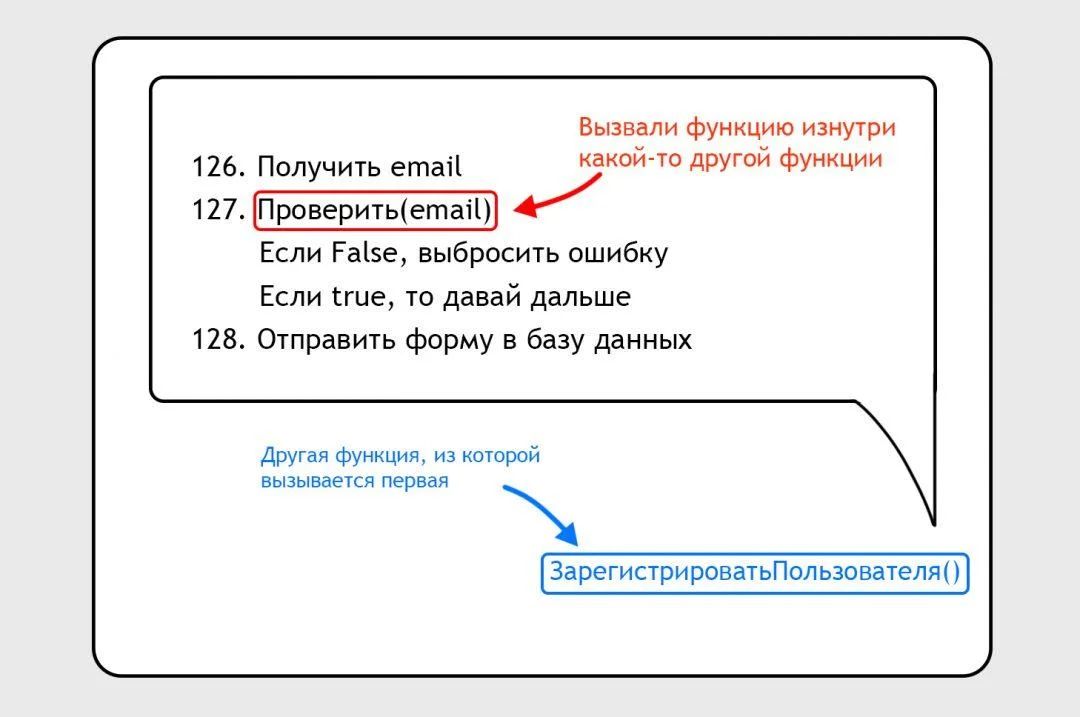 Вызвали функцию изнутри
какой-то другой функции
126. Получить email
127. Проверить(email)
Если False, выбросить ошибку
Если true, то давай дальше
128. Отправить форму в базу данных
Другая функция, из которой
вызывается первая
ЗарегистрироватьПользователя()